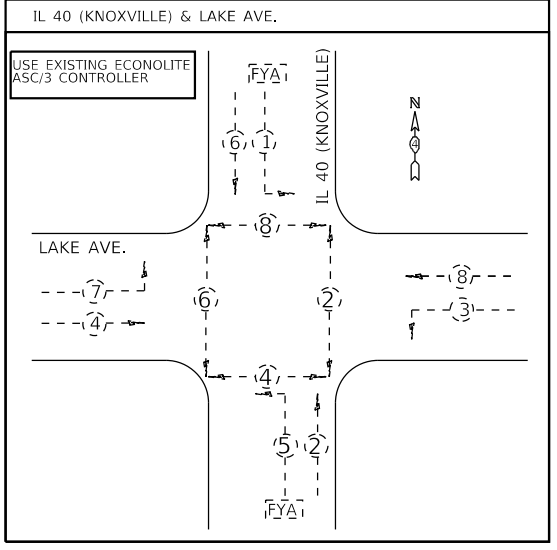 IL 40 (KNOXVILLE) & LAKE AVE.
USE EXISTING ECONOLITE
ASC/3 CONTROLLER
FYA
IL 40 (KNOXVILLE)
N
4
6
1
8
LAKE AVE.
7
4
6
2
8
3
4
5
2
FYA